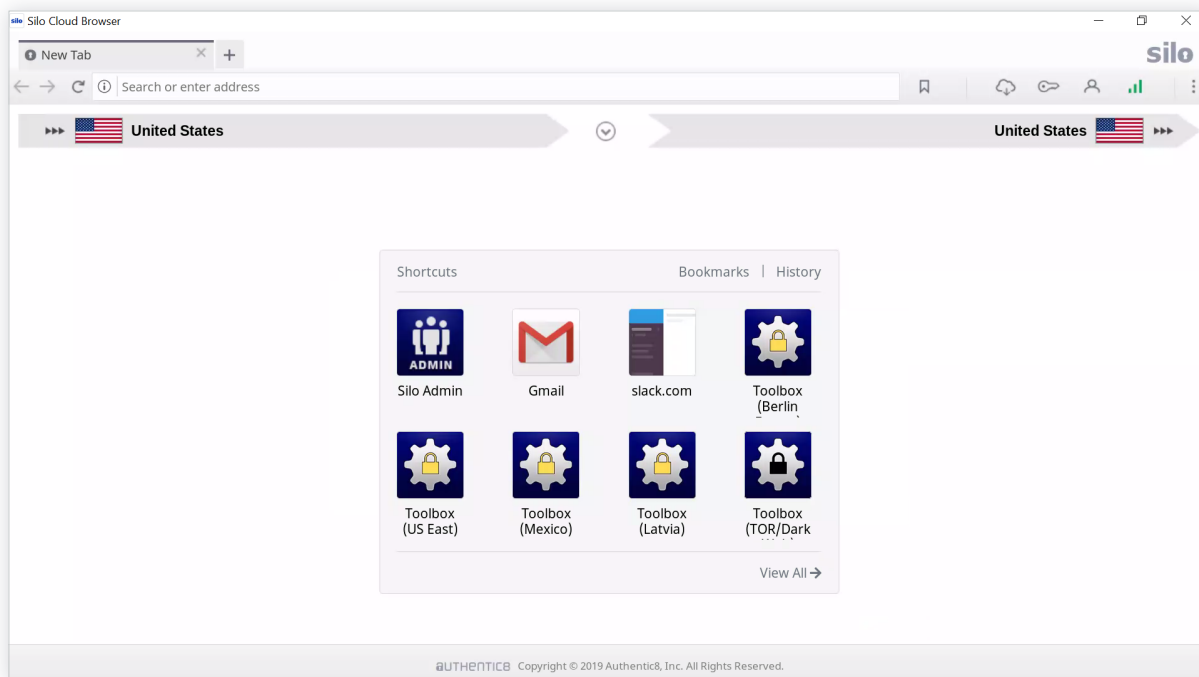 silo Silo Cloud Browser
New Tab
silo
Search or enter address
United States
United States
Shortcuts
Bookmarks | History
ADMIN
Silo Admin
Gmail
slack.com
Toolbox
(Berlin
Toolbox
(US East)
Toolbox
(Mexico)
Toolbox
(Latvia)
Toolbox
(TOR/Dark
View All
AUTHENTIC8 Copyright © 2019 Authentic8, Inc. All Rights Reserved.